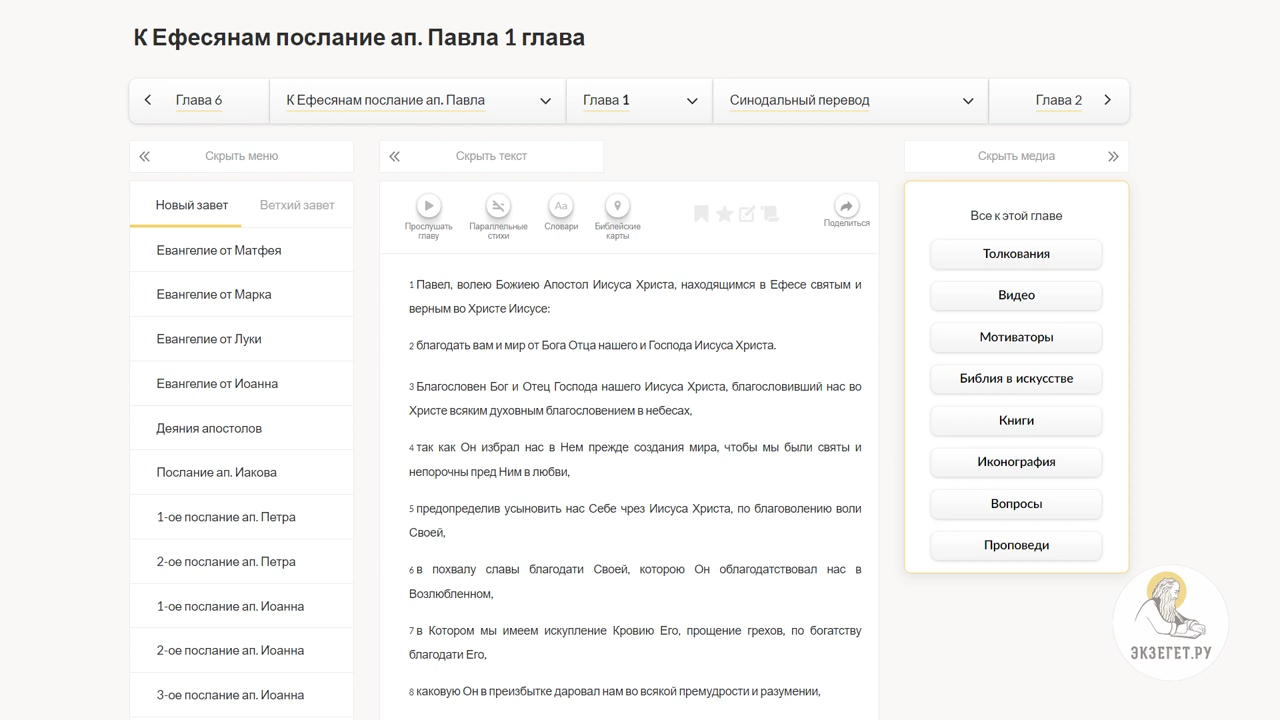 К Ефесянам послание ап. Павла 1 глава
Глава 6
К Ефесянам послание ап. Павла
Глава 1
Синодальный перевод
Глава 2
Скрыть меню
Скрыть текст
Скрыть медиа
Новый завет
Ветхий завет
Евангелие от Матфея
Евангелие от Марка
Евангелие от Луки
Евангелие от Иоанна
Деяния апостолов
Послание ап. Иакова
1-ое послание ап. Петра
2-ое послание ап. Петра
1-ое послание ап. Иоанна
2-ое послание ап. Иоанна
3-ое послание ап. Иоанна
Прослушать
главу
Параллельные
стихи
Aa
Словари
Библейские
карты
Поделиться
1 Павел, волею Божиею Апостол Иисуса Христа, находящимся в Ефесе святым и
верным во Христе Иисусе:
2 благодать вам и мир от Бога Отца нашего и Господа Иисуса Христа.
3 Благословен Бог и Отец Господа нашего Иисуса Христа, благословивший нас во
Христе всяким духовным благословением в небесах,
4 так как Он избрал нас в Нем прежде создания мира, чтобы мы были святы и
непорочны пред Ним в любви,
5 предопределив усыновить нас Себе чрез Иисуса Христа, по благоволению воли
Своей,
6 в похвалу славы благодати Своей, которою Он облагодатствовал нас в
Возлюбленном,
7 в Котором мы имеем искупление Кровию Его, прощение грехов, по богатству
благодати Его,
8 каковую Он в преизбытке даровал нам во всякой премудрости и разумении,
Все к этой главе
Толкования
Видео
Мотиваторы
Библия в искусстве
Книги
Иконография
Вопросы
Проповеди
ЭКЗЕГЕТ.РУ